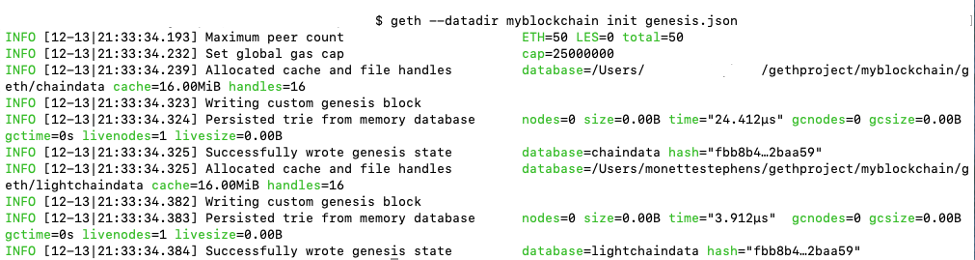 $ geth --datadir myblockchain init genesis.json ]
INFO [12-13|21:33:34.193] Maximum peer count ETH=50 LES=0 total=50
INFO [12-13|21:33:34.232] Set global gas cap cap=25000000
INFO [12-13|21:33:34.239] Allocated cache and file handles database=/Users/ /gethproject/myblockchain/g
eth/chaindata cache=16.00MiB handles=16
INFO [12-13|21:33:34.323] Writing custom genesis block
INFO [12-13|21:33:34.324] Persisted trie from memory database nodes=0 size=0.00B time="24.412µs" gcnodes=0 gcsize=0.00B
gctime=0s livenodes=1 livesize=0.00B
INFO [12-13|21:33:34.325] Successfully wrote genesis state database=chaindata hash="fbb8b4…2baa59"
INFO [12-13|21:33:34.325] Allocated cache and file handles database=/Users/monettestephens/gethproject/myblockchain/g
eth/lightchaindata cache=16.00MiB handles=16
INFO [12-13|21:33:34.382] Writing custom genesis block
INFO [12-13|21:33:34.383] Persisted trie from memory database nodes=0 size=0.00B time="3.912µs" gcnodes=0 gcsize=0.00B
gctime=0s livenodes=1 livesize=0.00B
INFO [12-13|21:33:34.384] Successfully wrote genesis state database=lightchaindata hash="fbb8b4…2baa59"